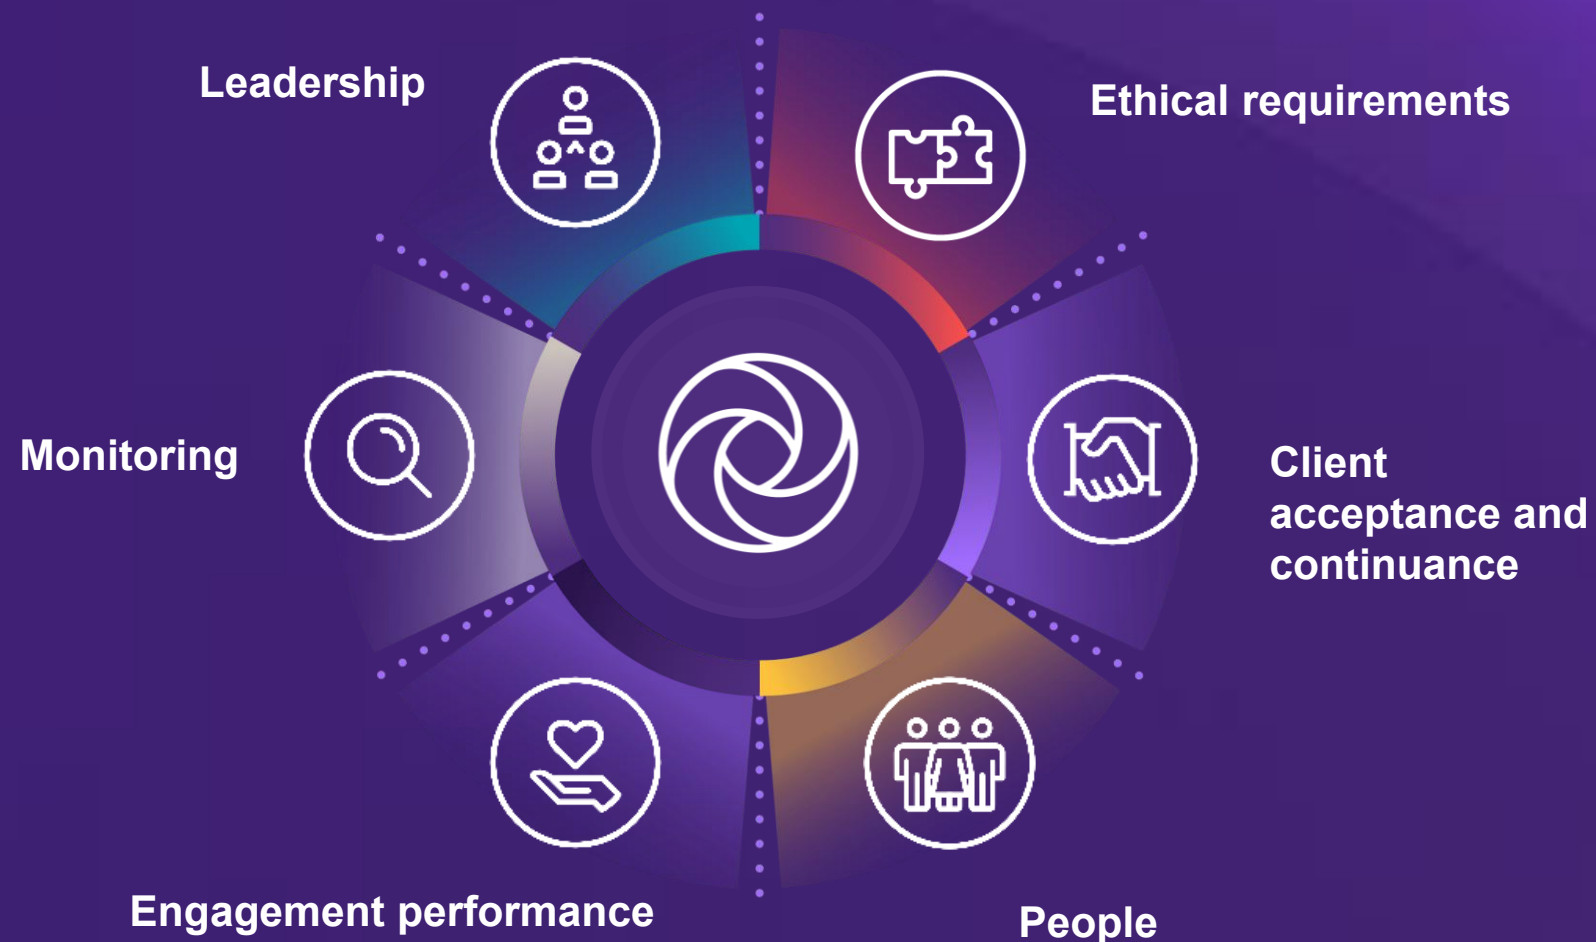 Leadership
Ethical requirements
Monitoring
Client
acceptance and
continuance
Engagement performance
People